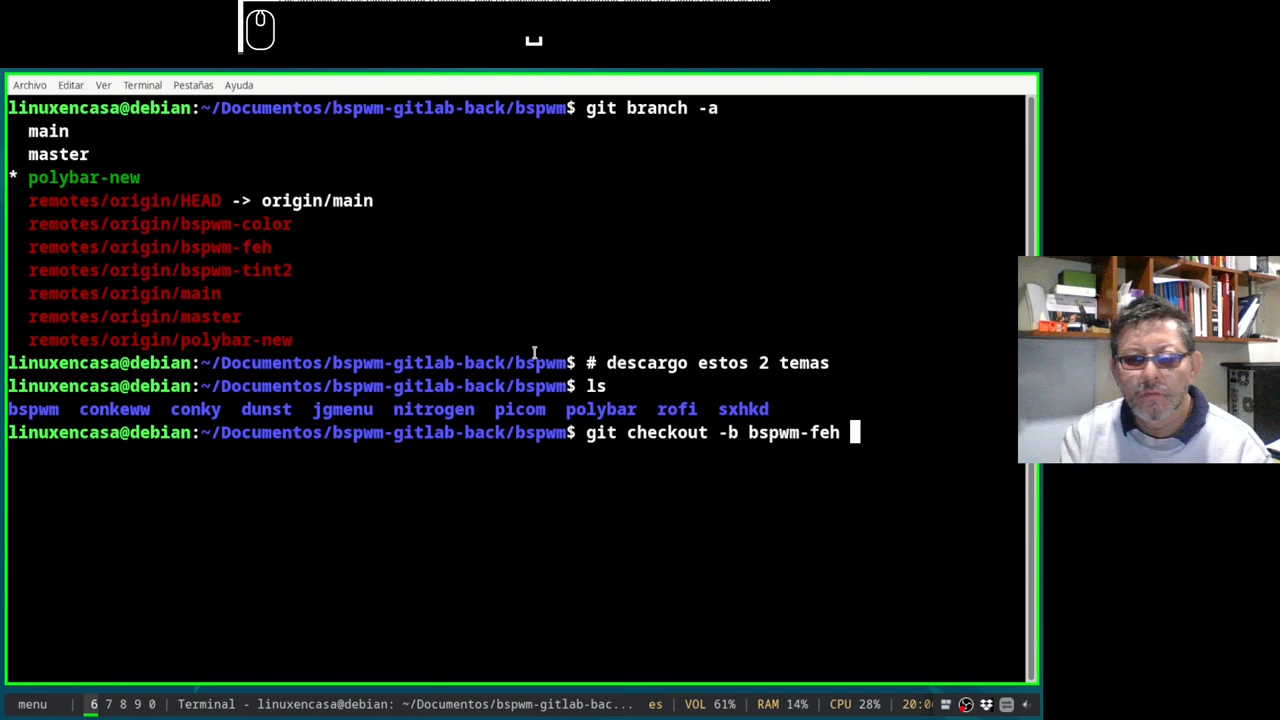 Archivo Editar Ver Terminal Pestañas Ayuda
linuxencasa@debian:~/Documentos/bspwm-gitlab-back/bspwm$ git branch -a
main
master
* polybar-new
remotes/origin/HEAD -> origin/main
remotes/origin/bspwm-color
remotes/origin/bspwm-feh
remotes/origin/bspwm-tint2
remotes/origin/main
remotes/origin/master
remotes/origin/polybar-new
linuxencasa@debian:~/Documentos/bspwm-gitlab-back/bspwm$ # descargo estos 2 temas
linuxencasa@debian:~/Documentos/bspwm-gitlab-back/bspwm$ ls
bspwm conkeww conky dunst jgmenu nitrogen picom polybar rofi sxhkd
linuxencasa@debian:~/Documentos/bspwm-gitlab-back/bspwm$ git checkout -b bspwm-feh
menu | 6 7 8 9 0 | Terminal - linuxencasa@debian: ~/Documentos/bspwm-gitlab-bac... es | VOL 61% | RAM 14% | CPU 28% | 20:0